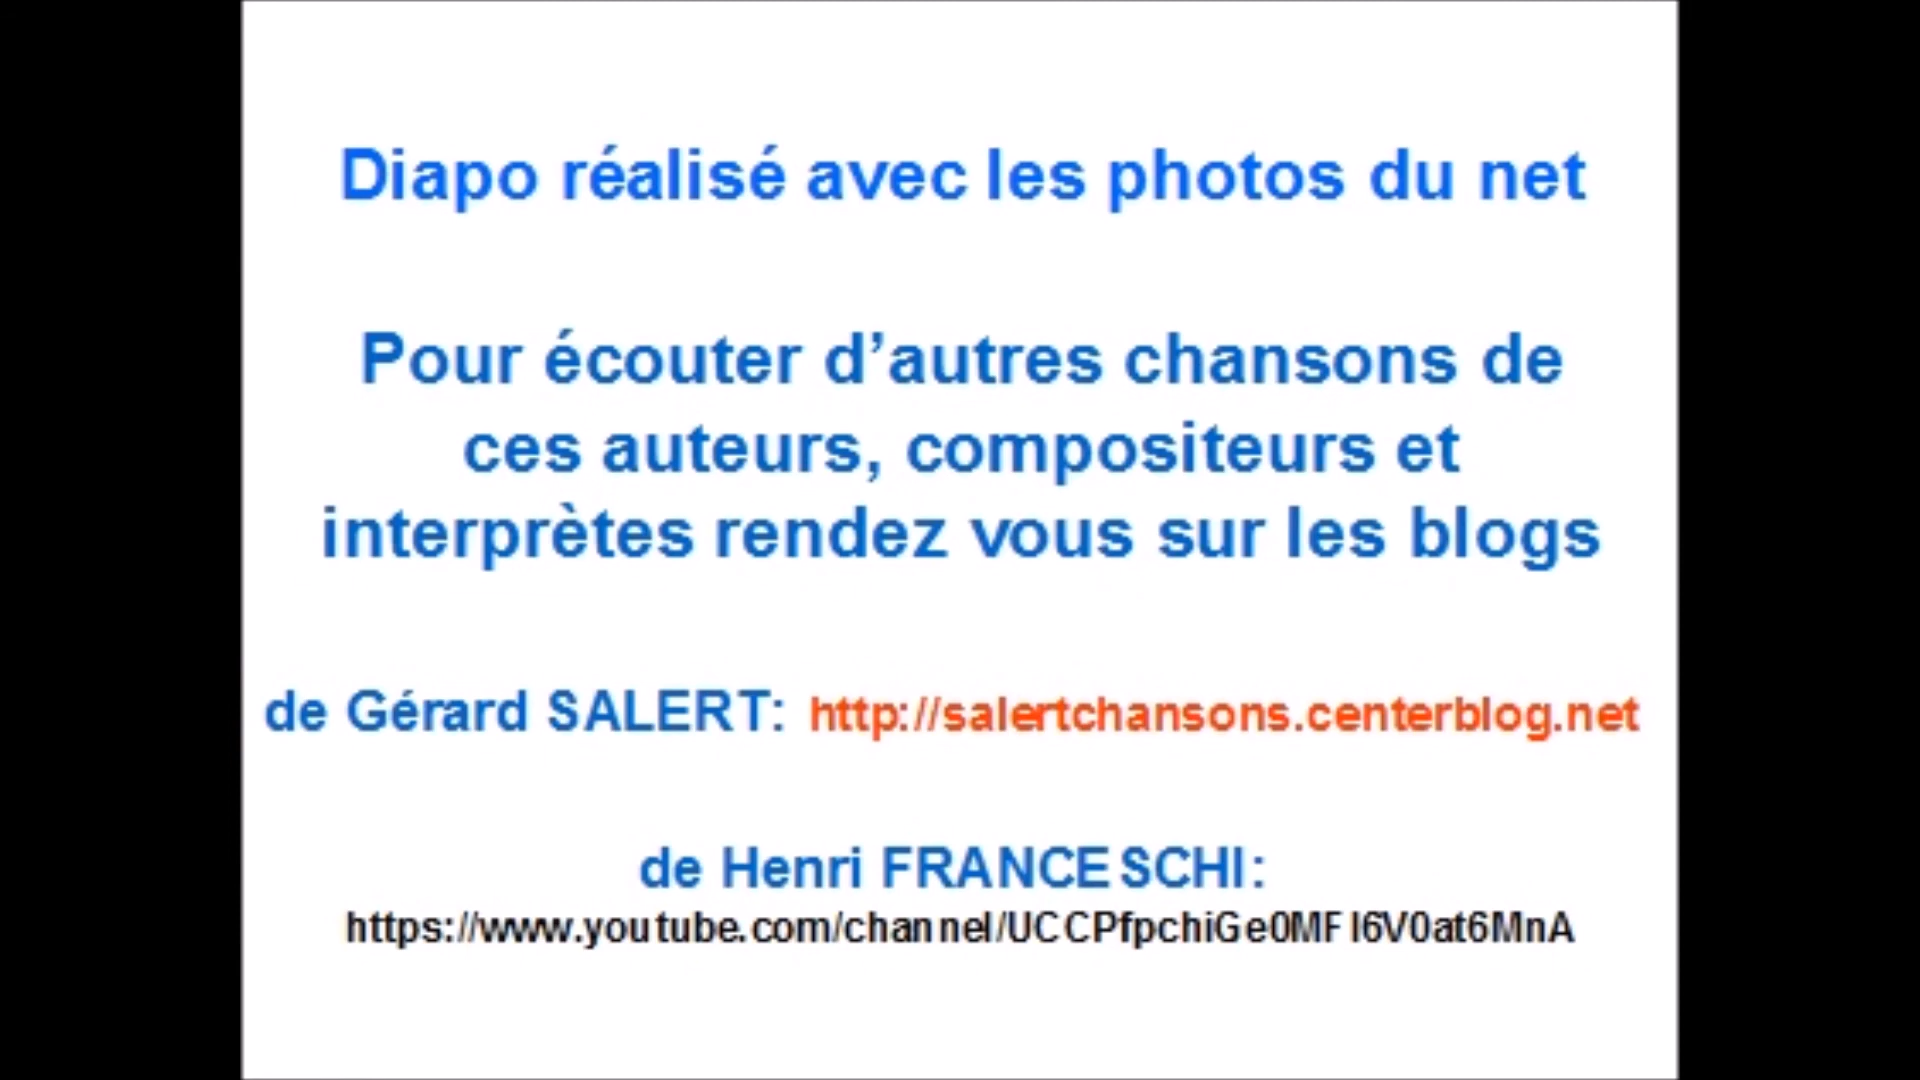 Diapo réalisé avec les photos du net
Pour écouter d’autres chansons de
ces auteurs, compositeurs et
interprètes rendez vous sur les blogs
de Gérard SALERT: http://salertchansons.centerblog.net
de Henri FRANCESCHI:
https://www.youtube.com/channel/UCCPfpchiGe0MFI6V0at6MnA